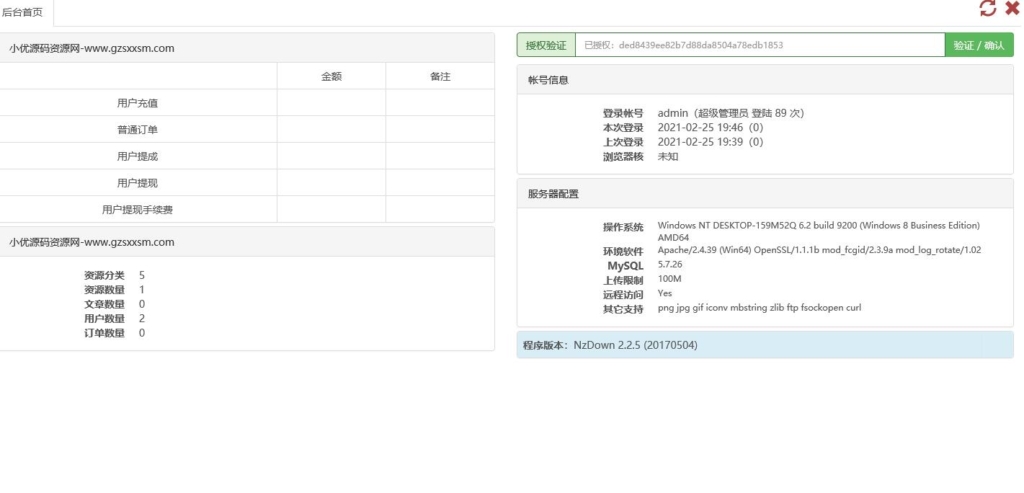 后台首页
小优源码资源网-www.gzsxxsm.com
金额 备注
用户充值
普通订单
用户提成
用户提现
用户提现手续费
小优源码资源网-www.gzsxxsm.com
资源分类 5
资源数量 1
文章数量 0
用户数量 2
订单数量 0
授权验证 已授权：ded8439ee82b7d88da8504a78edb1853 验证 / 确认
帐号信息
登录帐号 admin（超级管理员 登陆 89 次）
本次登录 2021-02-25 19:46（0）
上次登录 2021-02-25 19:39（0）
浏览器核 未知
服务器配置
操作系统 Windows NT DESKTOP-159M52Q 6.2 build 9200 (Windows 8 Business Edition)
AMD64
环境软件 Apache/2.4.39 (Win64) OpenSSL/1.1.1b mod_fcgid/2.3.9a mod_log_rotate/1.02
MySQL 5.7.26
上传限制 100M
远程访问 Yes
其它支持 png jpg gif iconv mbstring zlib ftp fsockopen curl
程序版本：NzDown 2.2.5 (20170504)